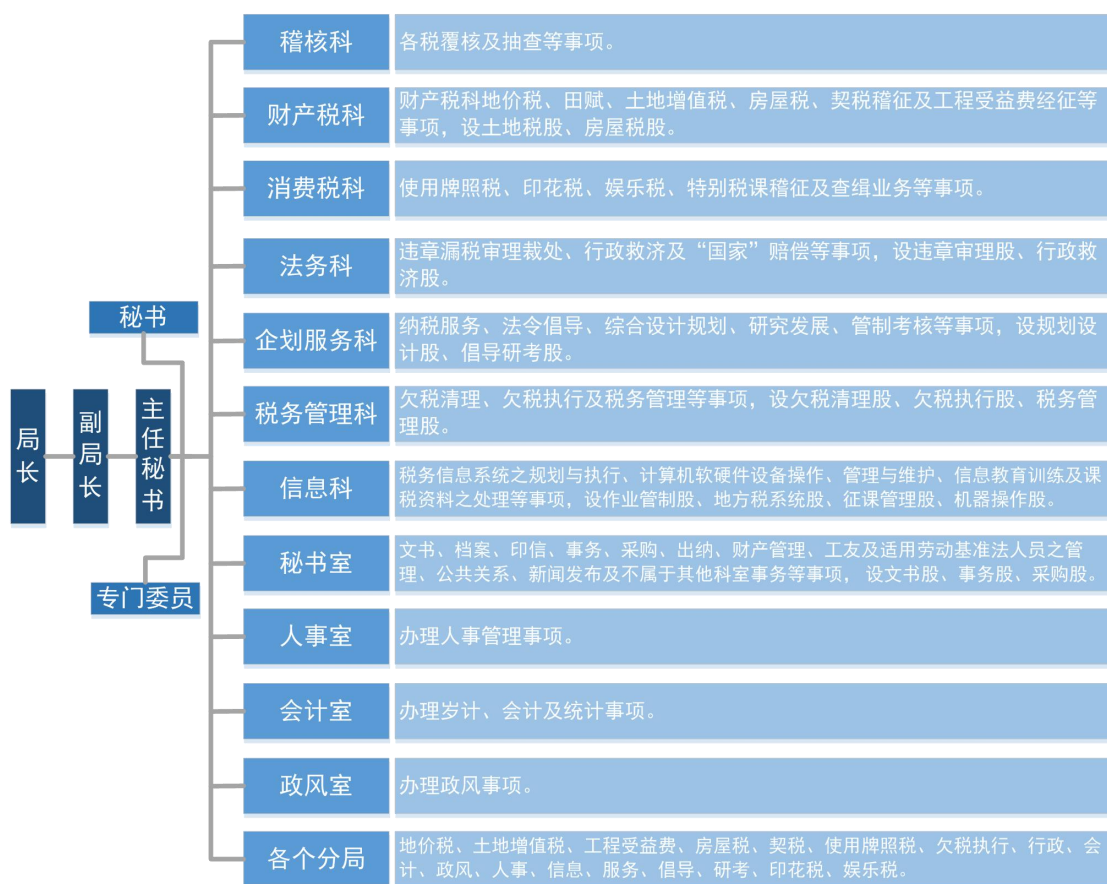 稽核科
各税覆核及抽查等事项。
财产税科
财产税科地价税、田赋、土地增值税、房屋税、契税稽征及工程受益费经征等
事项，设土地税股、房屋税股。
消费税科
使用牌照税、印花税、娱乐税、特别税课稽征及查缉业务等事项。
法务科
违章漏税审理裁处、行政救济及“国家”赔偿等事项，设违章审理股、行政救
济股。
秘书
企划服务科
纳税服务、法令倡导、综合设计规划、研究发展、管制考核等事项，设规划设
计股、倡导研考股。
局长
副局长
主任秘书
税务管理科
欠税清理、欠税执行及税务管理等事项，设欠税清理股、欠税执行股、税务管
理股。
信息科
税务信息系统之规划与执行、计算机软硬件设备操作、管理与维护、信息教育训练及课
税资料之处理等事项，设作业管制股、地方税系统股、征课管理股、机器操作股。
秘书室
文书、档案、印信、事务、采购、出纳、财产管理、工友及适用劳动基准法人员之管
理、公共关系、新闻发布及不属于其他科室事务等事项， 设文书股、事务股、采购股。
专门委员
人事室
办理人事管理事项。
会计室
办理岁计、会计及统计事项。
政风室
办理政风事项。
各个分局
地价税、土地增值税、工程受益费、房屋税、契税、使用牌照税、欠税执行、行政、会
计、政风、人事、信息、服务、倡导、研考、印花税、娱乐税。